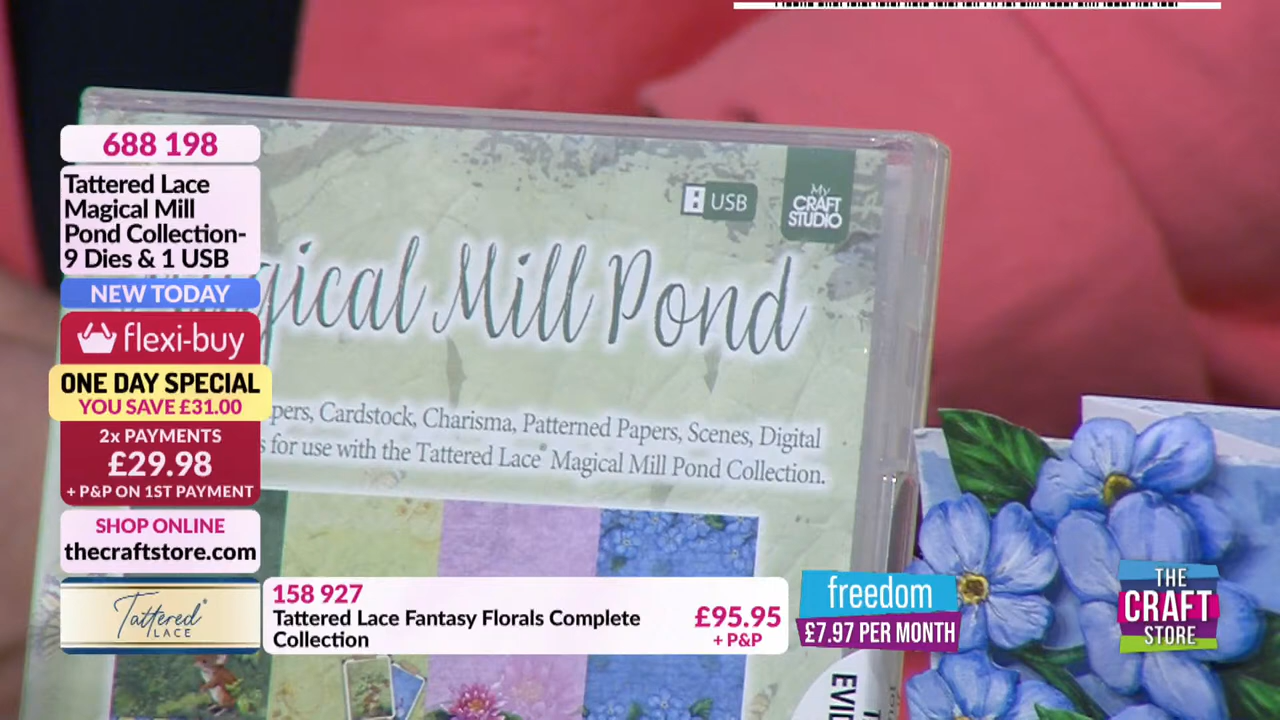 688 198
Tattered Lace
Magical Mill
Pond Collection-
9 Dies & 1 USB
NEW TODAY
flexi-buy
ONE DAY SPECIAL
YOU SAVE £31.00
2x PAYMENTS
£29.98
+ P&P ON 1ST PAYMENT
SHOP ONLINE
thecraftstore.com
Tattered®
LACE
158 927
Tattered Lace Fantasy Florals Complete
Collection
£95.95
+ P&P
freedom
£7.97 PER MONTH
THE
CRAFT
STORE
USB
My
CRAFT
STUDIO
Magical Mill Pond
Cardstock, Charisma, Patterned Papers, Scenes, Digital
for use with the Tattered Lace® Magical Mill Pond Collection.